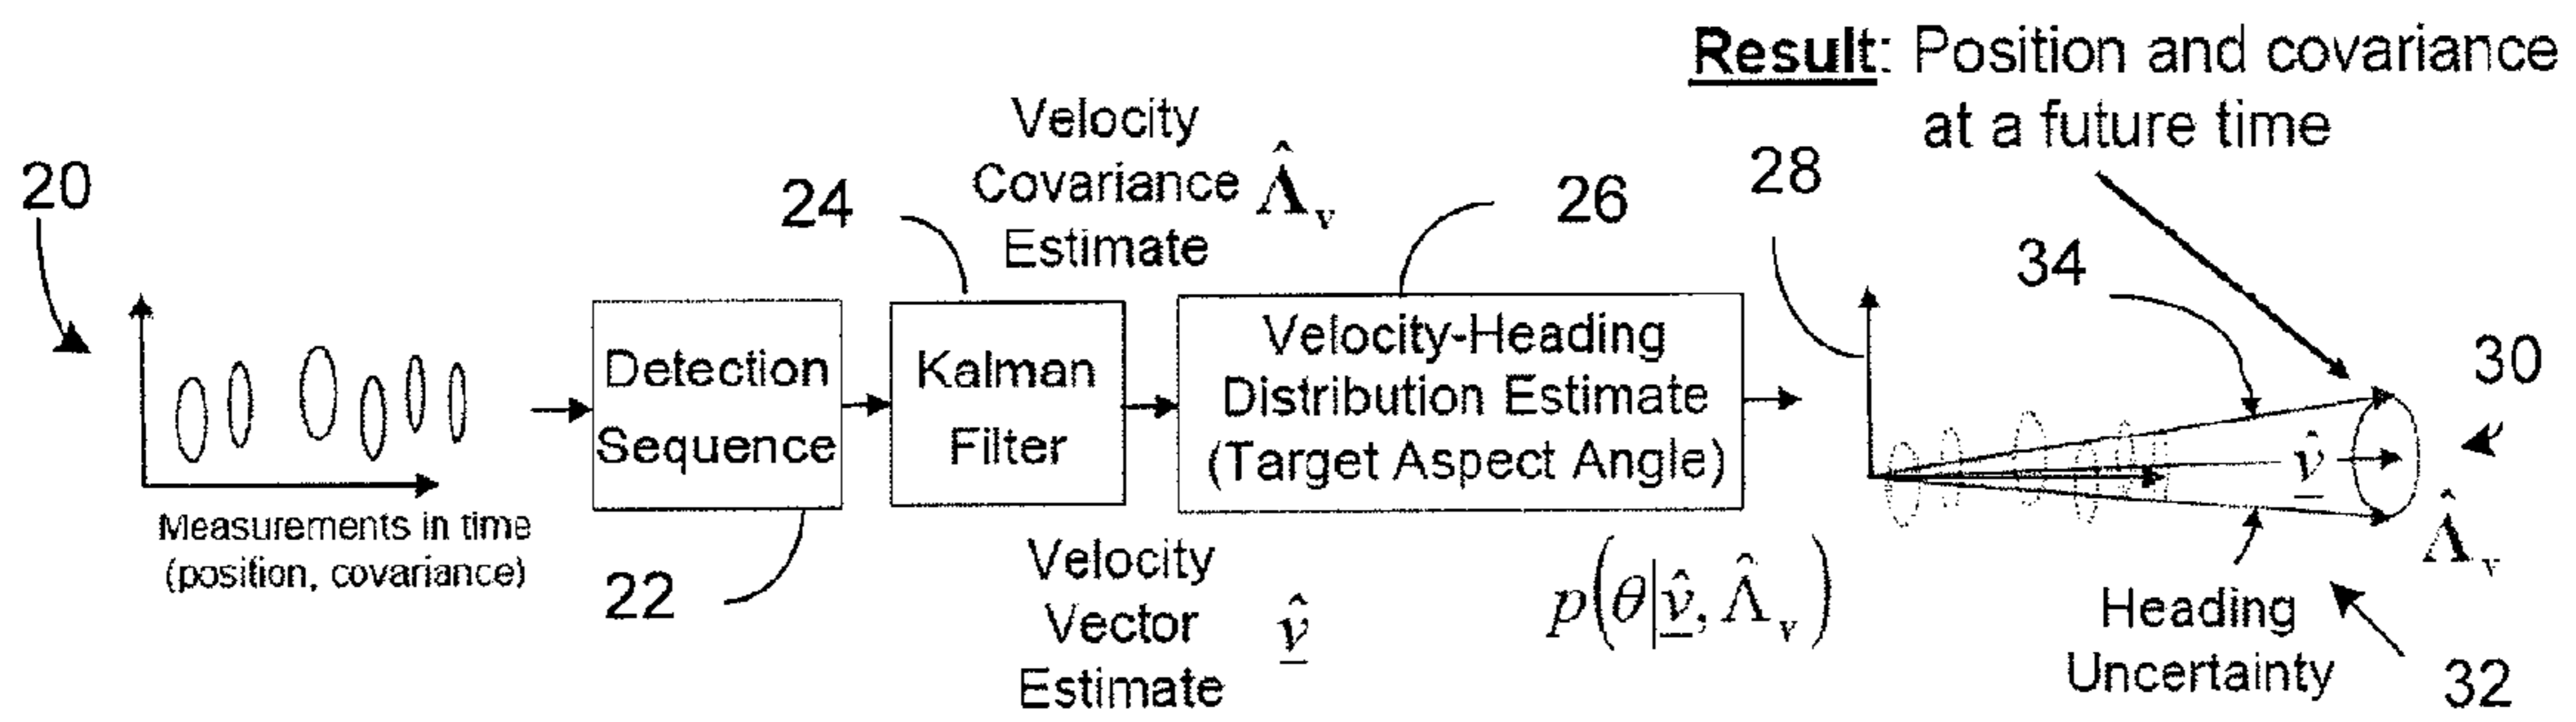 Result: Position and covariance
at a future time
20
24
Velocity
Covariance
Estimate
Λ̂ᵥ
26
28
34
30
Detection
Sequence
Kalman
Filter
Velocity-Heading
Distribution Estimate
(Target Aspect Angle)
v̲̂
Λ̂ᵥ
Measurements in time
(position, covariance)
22
Velocity
Vector
Estimate
v̲̂
p(θ|v̲̂, Λ̂ᵥ)
Heading
Uncertainty
32